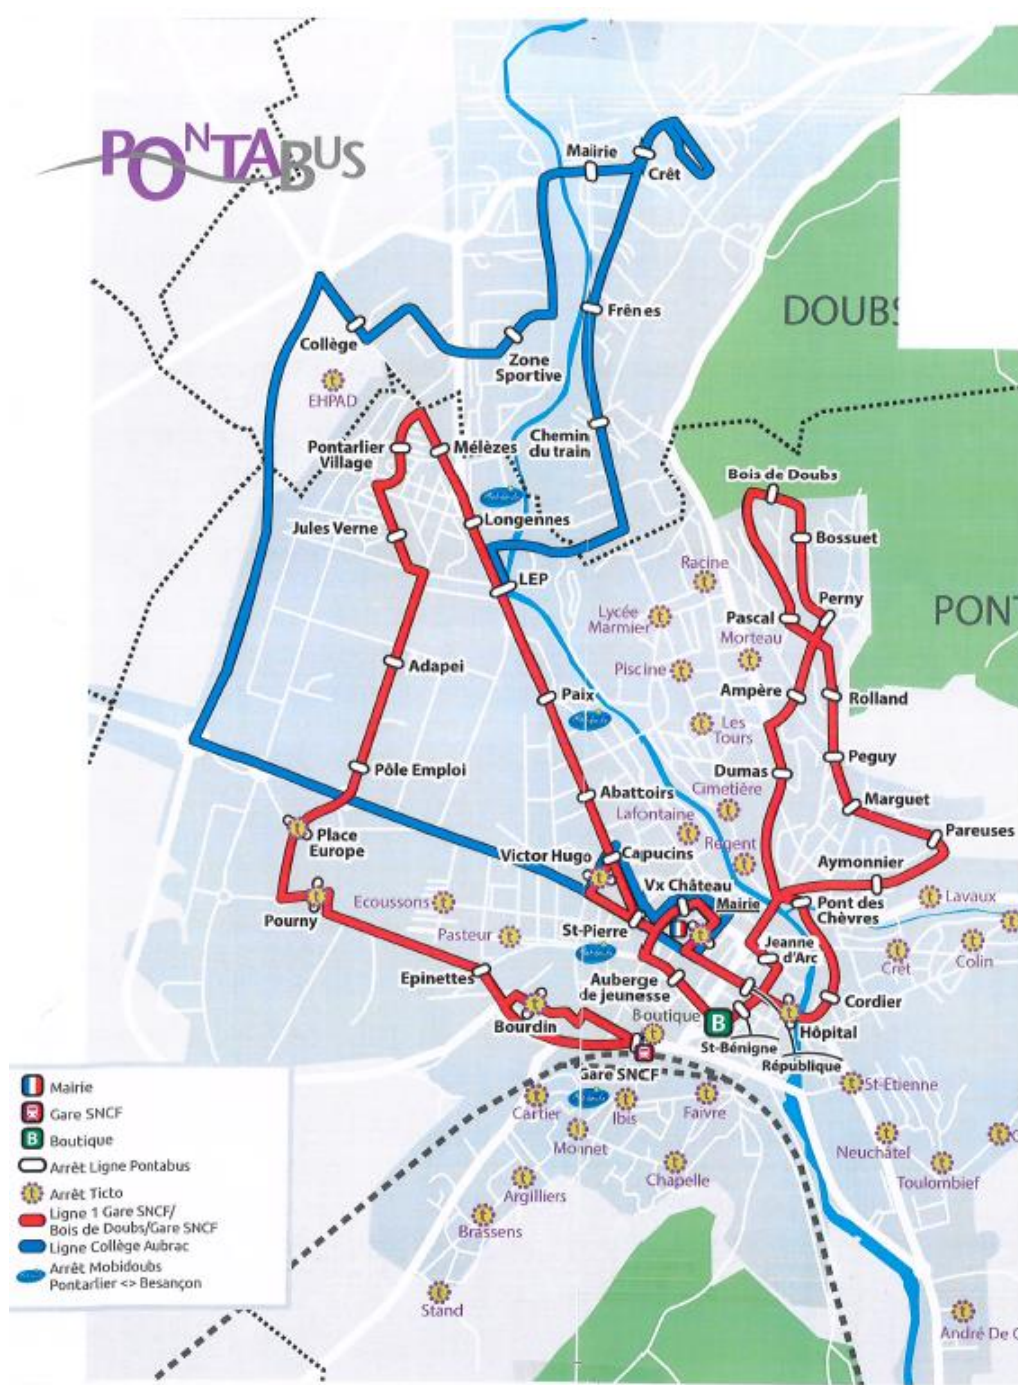 PONTABUS
Mairie
Crêt
DOUBS
Frênes
Collège
Zone
Sportive
EHPAD
Chemin
du train
Pontarlier
Village
Mélèzes
Bois de Doubs
Jules Verne
Longennes
Bossuet
Racine
LEP
Perny
PONT
Lycée
Marmier
Pascal
Morteau
Adapei
Piscine
Ampère
Rolland
Paix
Les
Tours
Pôle Emploi
Dumas
Peguy
Cimetière
Abattoirs
Marguet
Lafontaine
Place
Europe
Pareuses
Victor Hugo
Capucins
Regent
Aymonnier
Vx Château
Ecoussons
Mairie
Pont des
Chèvres
Lavaux
Pourny
St-Pierre
Pasteur
Jeanne
d'Arc
Crêt
Colin
Epinettes
Auberge
de jeunesse
Cordier
Bourdin
Boutique
B
Hôpital
St-Bénigne
République
Gare SNCF
St-Etienne
Mairie
Gare SNCF
B Boutique
Arrêt Ligne Pontabus
t Arrêt Ticto
Ligne 1 Gare SNCF/
Bois de Doubs/Gare SNCF
Ligne Collège Aubrac
Arrêt Mobidoubs
Pontarlier <> Besançon
Cartier
Ibis
Faivre
Monnet
Neuchâtel
Chapelle
Toulombief
Argilliers
Brassens
Stand
André De C